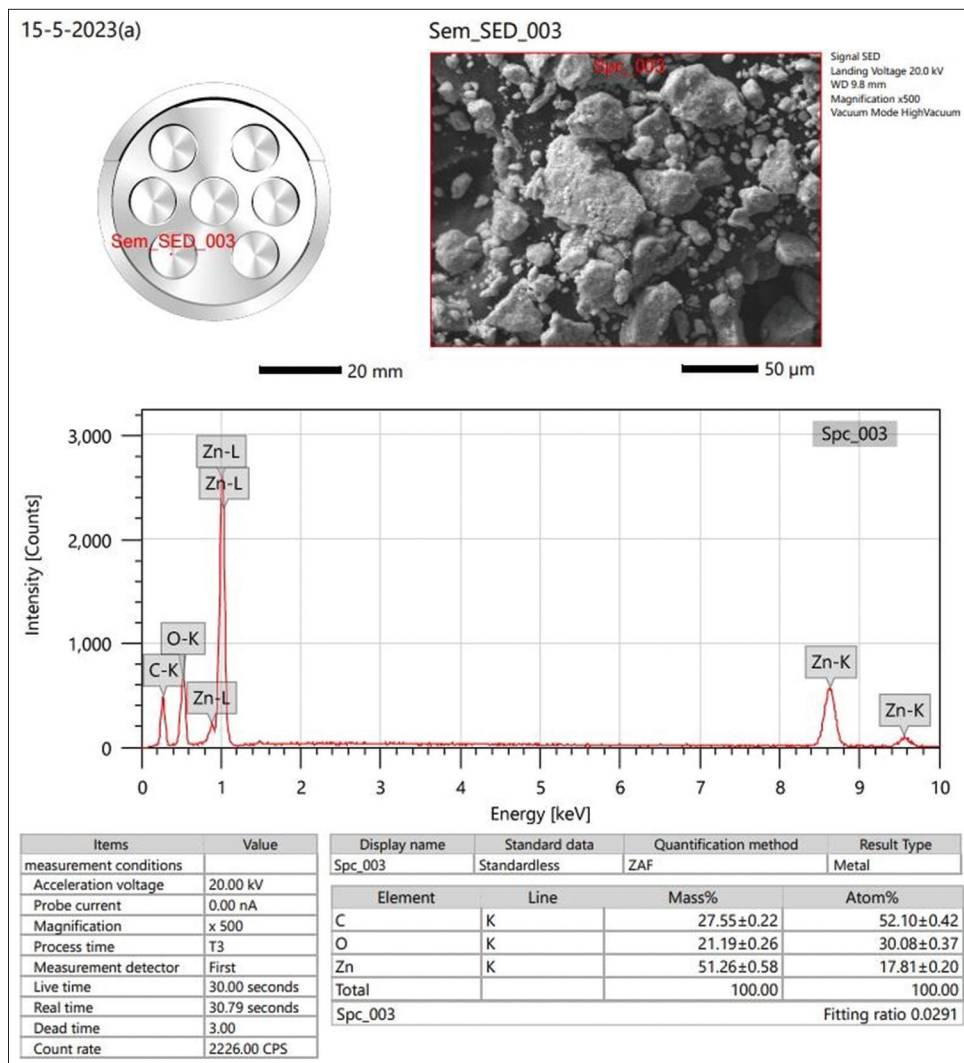 15-5-2023(a)
Sem_SED_003
Sem_SED_003
20 mm
Spc_003
Signal SED
Landing Voltage 20.0 kV
WD 9.8 mm
Magnification x500
Vacuum Mode HighVacuum
50 µm
Spc_003
Intensity [Counts]
3,000
2,000
1,000
0
Zn-L
Zn-L
O-K
C-K
Zn-L
Zn-K
Zn-K
0 1 2 3 4 5 6 7 8 9 10
Energy [keV]
Items Value
measurement conditions
Acceleration voltage 20.00 kV
Probe current 0.00 nA
Magnification x 500
Process time T3
Measurement detector First
Live time 30.00 seconds
Real time 30.79 seconds
Dead time 3.00
Count rate 2226.00 CPS
Display name Standard data Quantification method Result Type
Spc_003 Standardless ZAF Metal
Element Line Mass% Atom%
C K 27.55±0.22 52.10±0.42
O K 21.19±0.26 30.08±0.37
Zn K 51.26±0.58 17.81±0.20
Total 100.00 100.00
Spc_003 Fitting ratio 0.0291